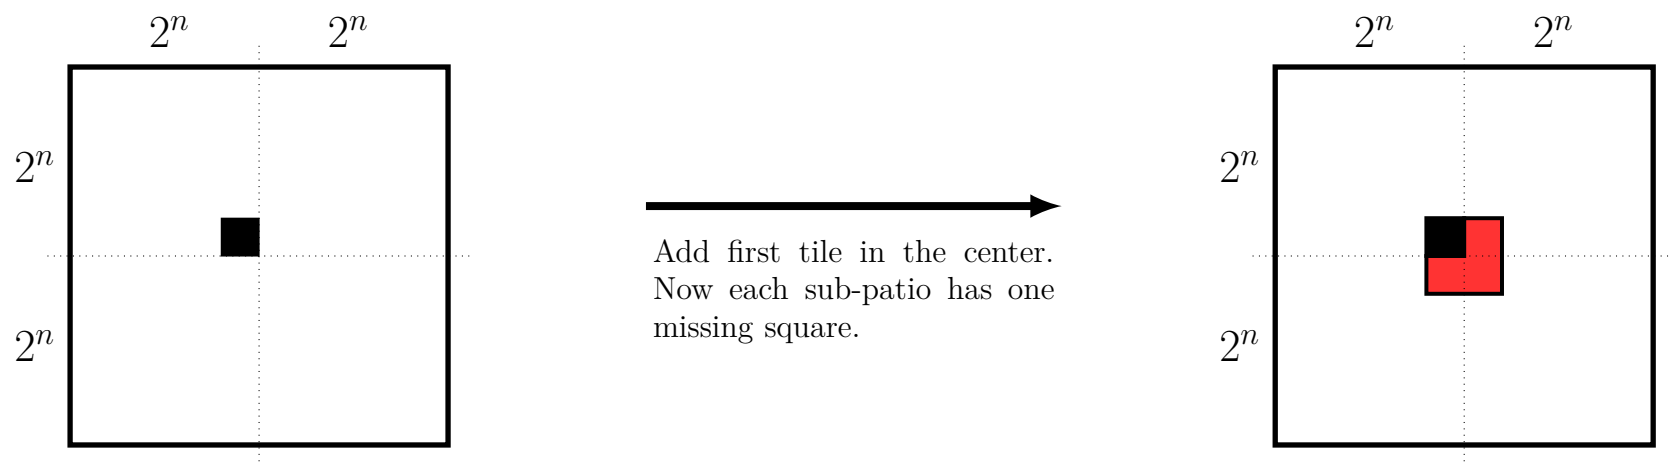 2^n 2^n 2^n 2^n
2^n 2^n
Add first tile in the center.
Now each sub-patio has one
missing square.
2^n 2^n